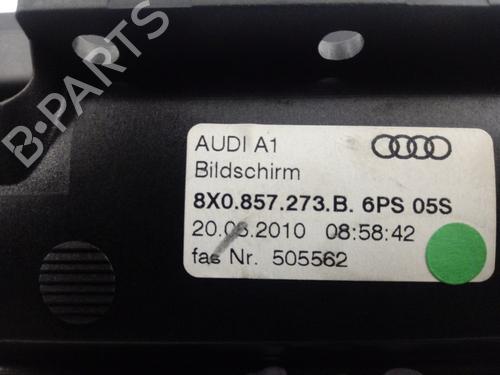 B-PARTS
AUDI A1
Bildschirm
8X0.857.273.B. 6PS 05S
08:58:42
fas Nr. 505562